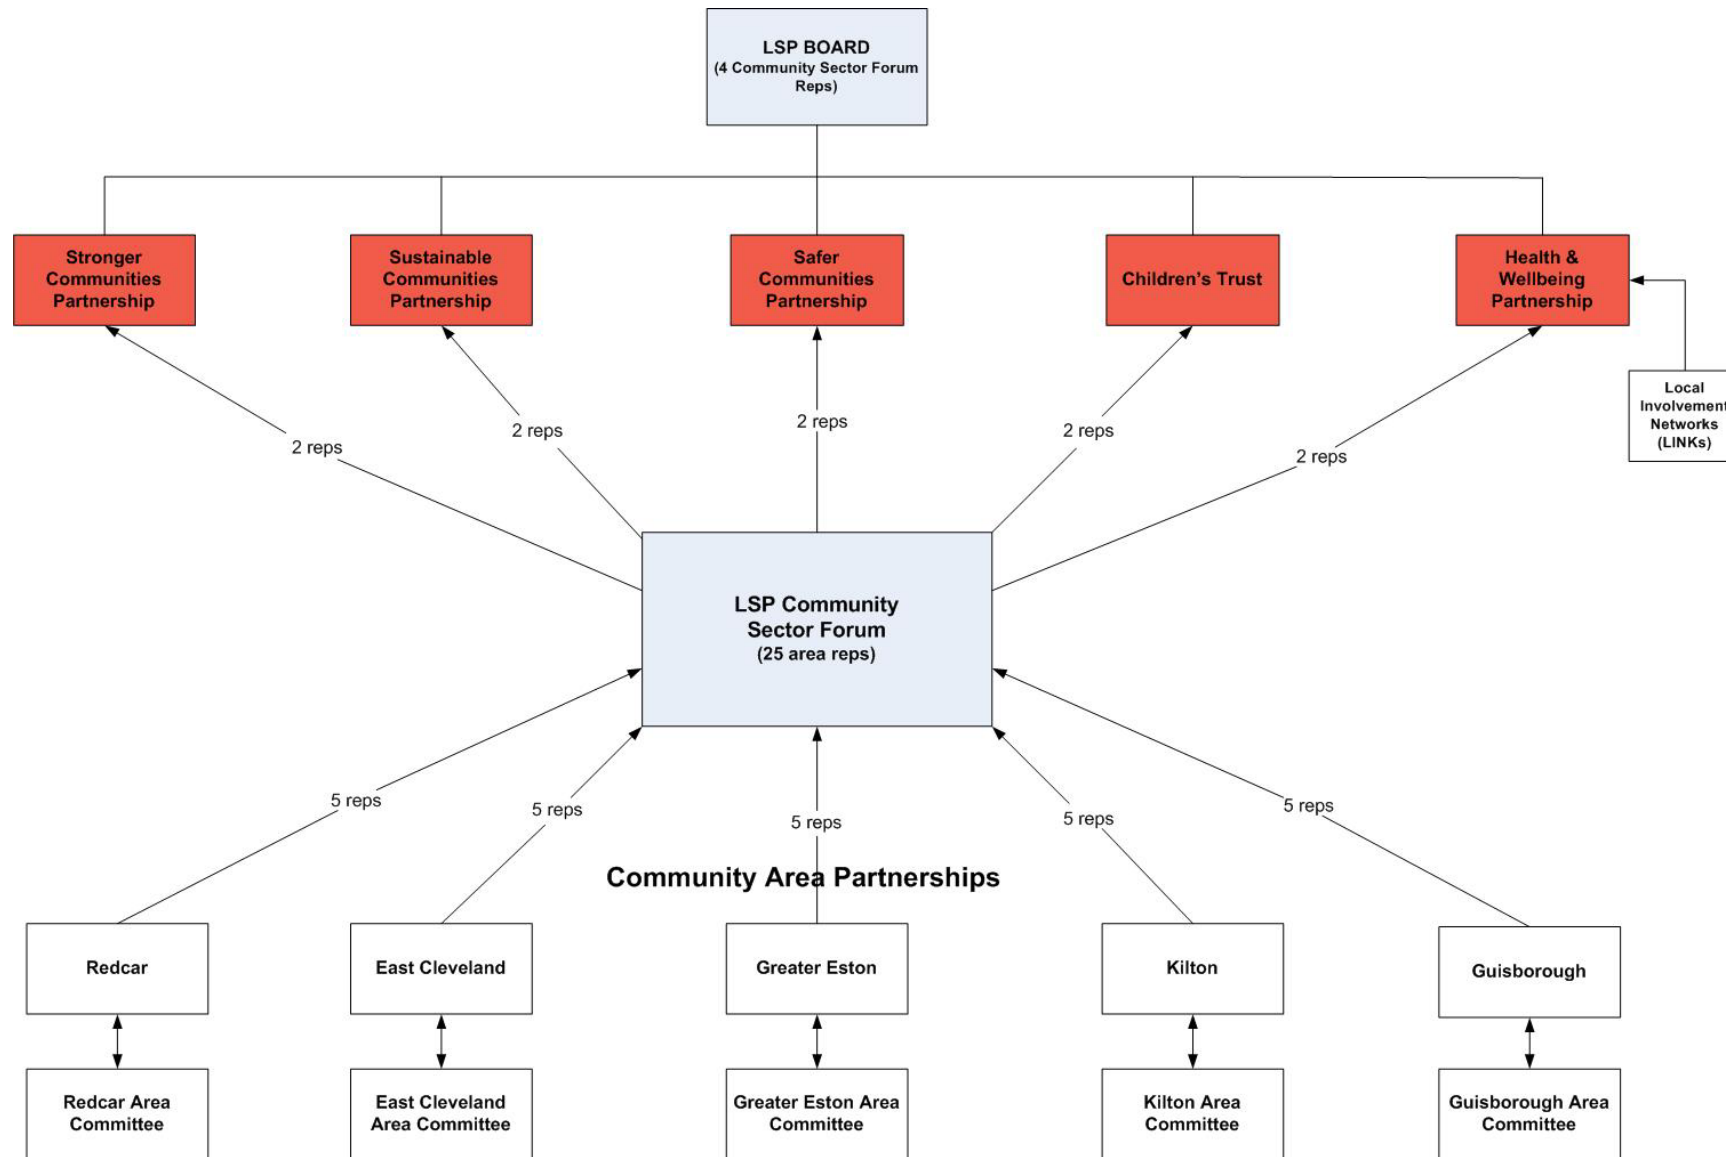 LSP BOARD
(4 Community Sector Forum
Reps)
Stronger
Communities
Partnership
Sustainable
Communities
Partnership
Safer
Communities
Partnership
Children's Trust
Health &
Wellbeing
Partnership
Local
Involvement
Networks
(LINKs)
2 reps
2 reps
2 reps
2 reps
2 reps
LSP Community
Sector Forum
(25 area reps)
5 reps
5 reps
5 reps
5 reps
5 reps
Community Area Partnerships
Redcar
East Cleveland
Greater Eston
Kilton
Guisborough
Redcar Area
Committee
East Cleveland
Area Committee
Greater Eston Area
Committee
Kilton Area
Committee
Guisborough Area
Committee